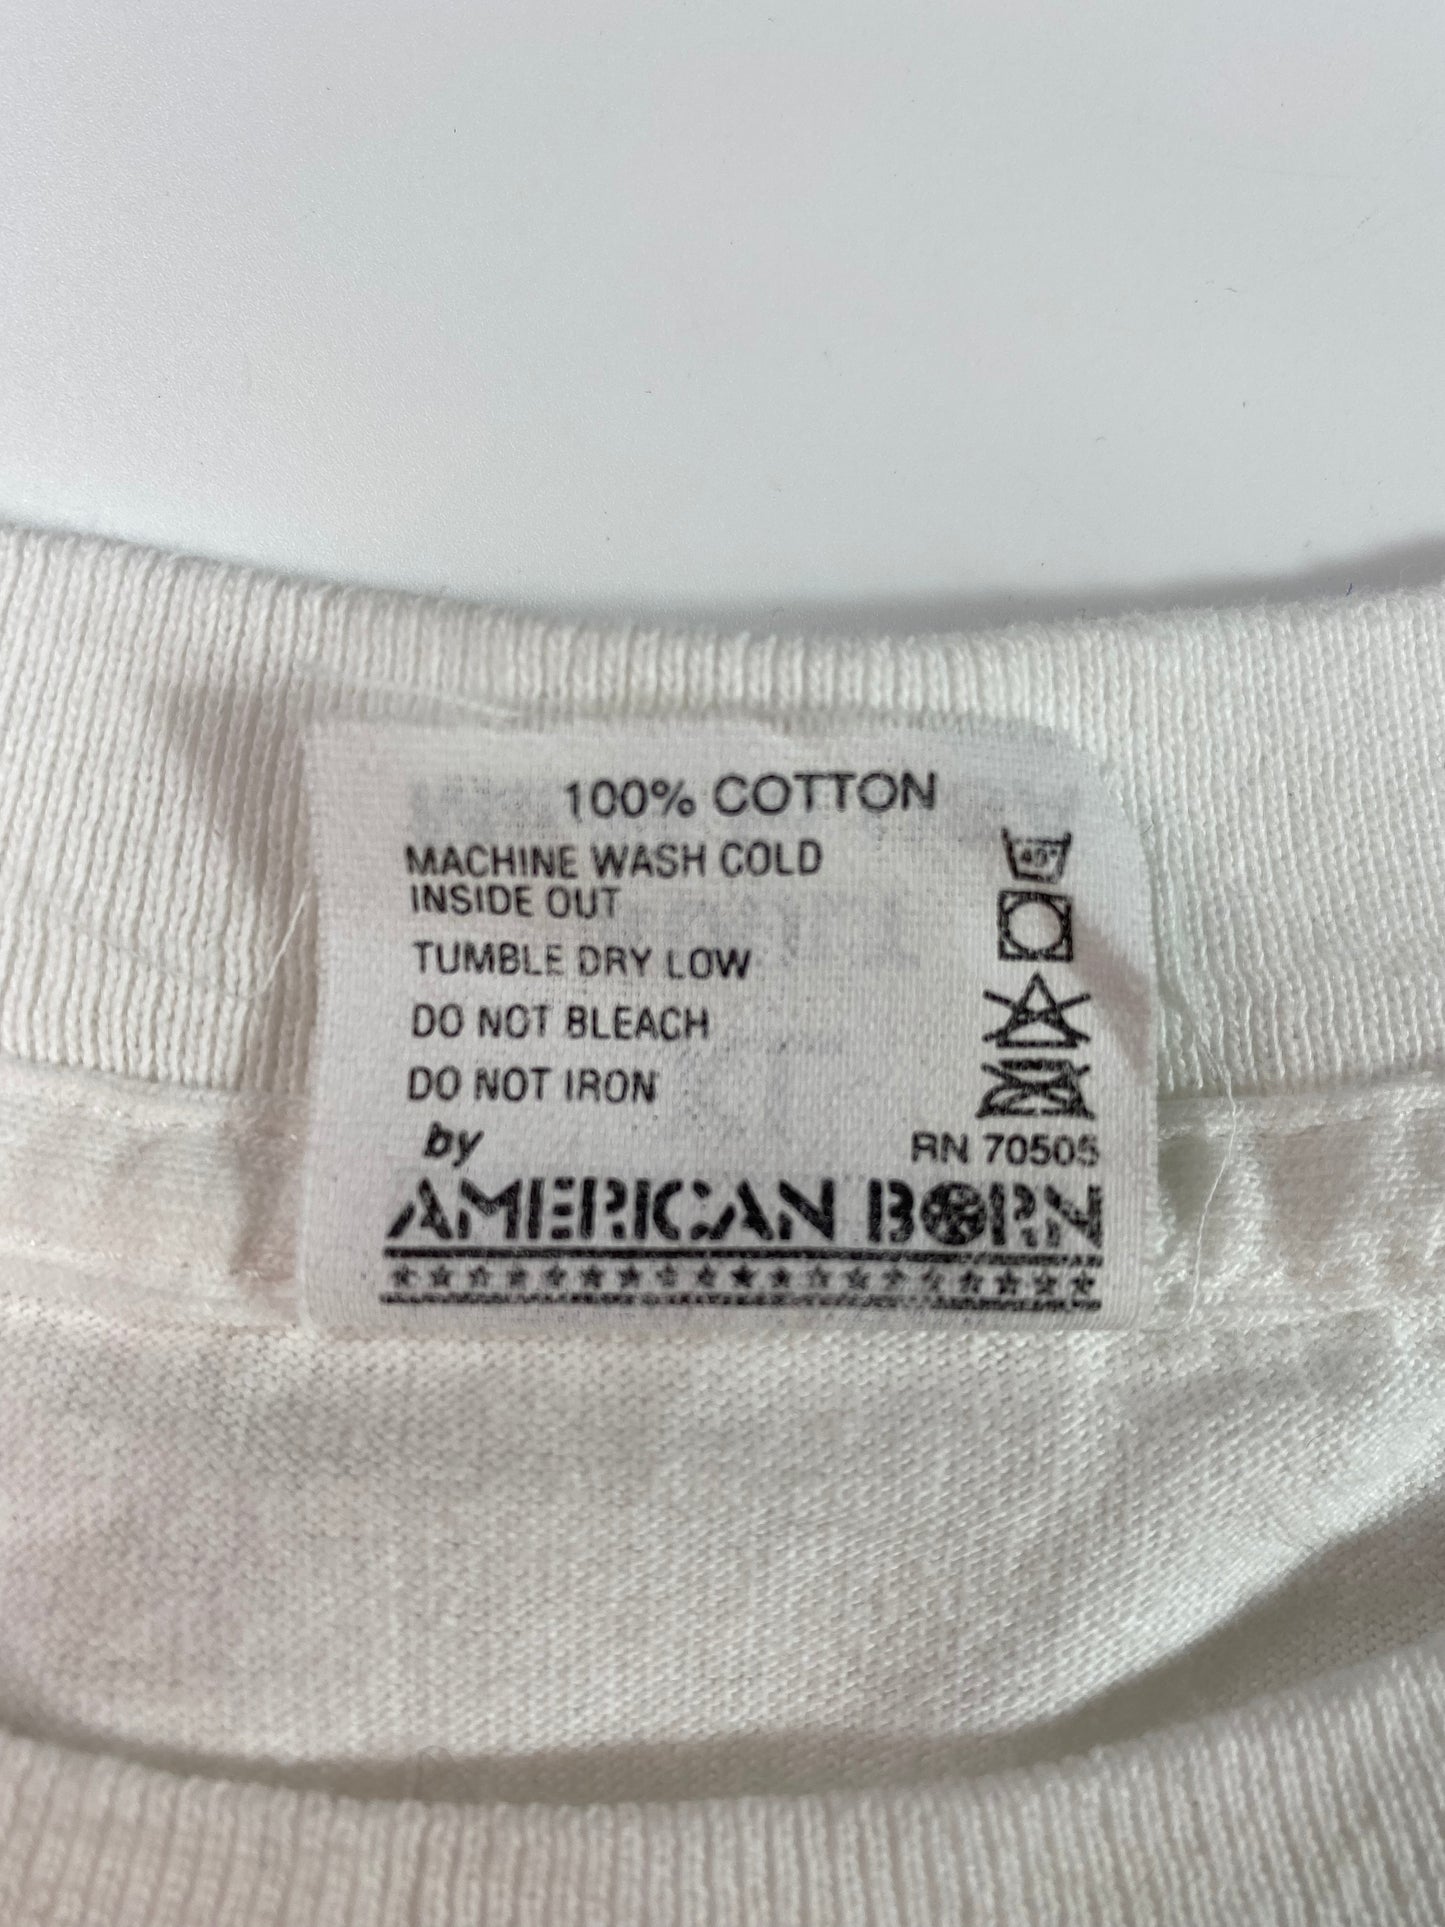 100% COTTON
MACHINE WASH COLD
INSIDE OUT
40°
TUMBLE DRY LOW
DO NOT BLEACH
DO NOT IRON
by
RN 70505
AMERICAN BORN